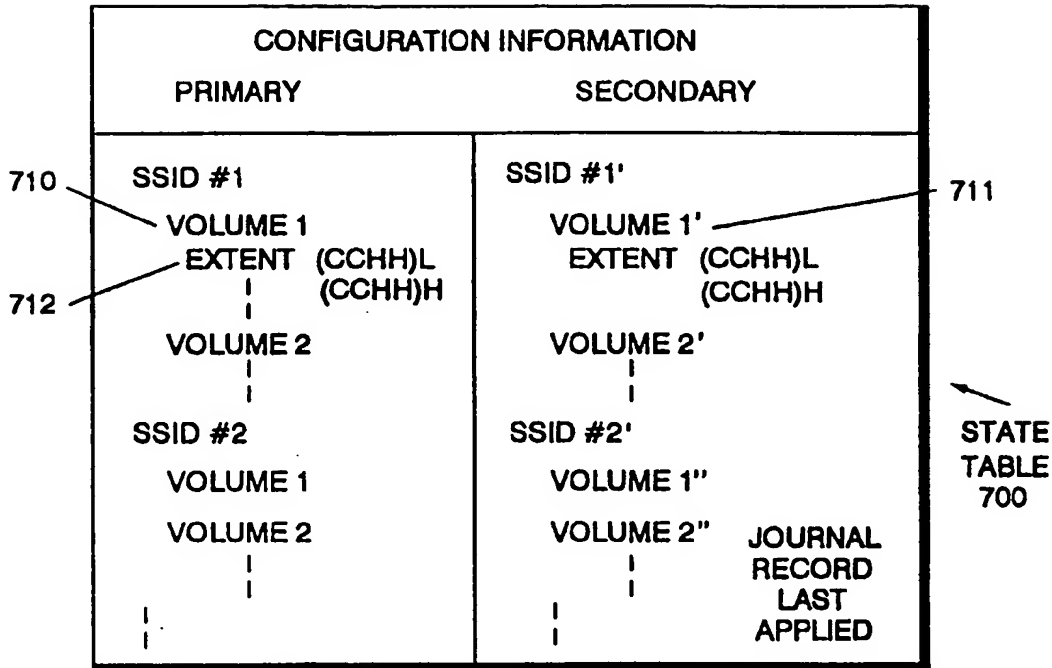 CONFIGURATION INFORMATION
PRIMARY SECONDARY
710
SSID #1
VOLUME 1
EXTENT (CCHH)L
(CCHH)H
712
VOLUME 2
SSID #2
VOLUME 1
VOLUME 2
SSID #1'
VOLUME 1'
711
EXTENT (CCHH)L
(CCHH)H
VOLUME 2'
SSID #2'
VOLUME 1"
VOLUME 2"
JOURNAL
RECORD
LAST
APPLIED
STATE
TABLE
700